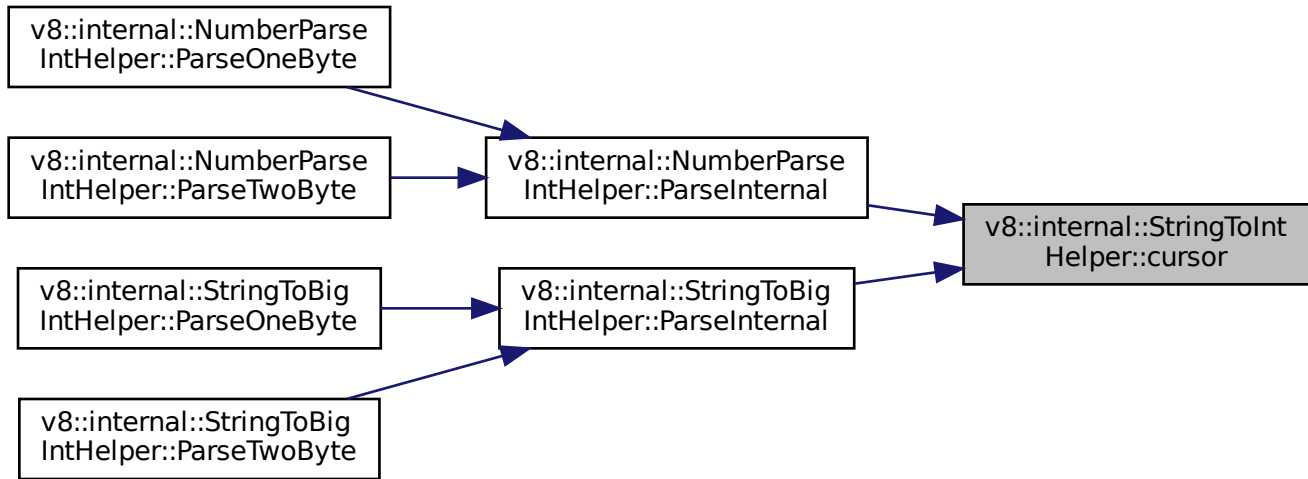 v8::internal::NumberParse
IntHelper::ParseOneByte
v8::internal::NumberParse
IntHelper::ParseTwoByte
v8::internal::NumberParse
IntHelper::ParseInternal
v8::internal::StringToInt
Helper::cursor
v8::internal::StringToBig
IntHelper::ParseOneByte
v8::internal::StringToBig
IntHelper::ParseInternal
v8::internal::StringToBig
IntHelper::ParseTwoByte